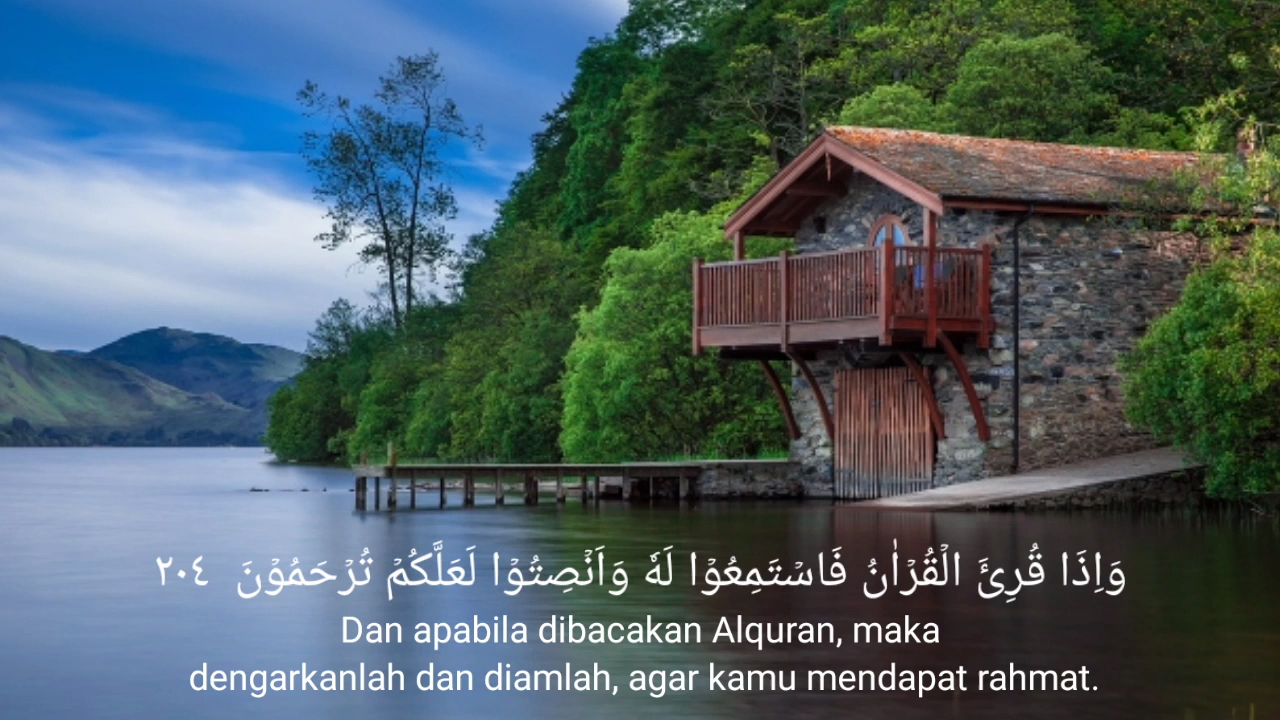 وَاِذَا قُرِئَ الْقُرْاٰنُ فَاسْتَمِعُوْا لَهٗ وَاَنْصِتُوْا لَعَلَّكُمْ تُرْحَمُوْنَ ٢٠٤
Dan apabila dibacakan Alquran, maka
dengarkanlah dan diamlah, agar kamu mendapat rahmat.